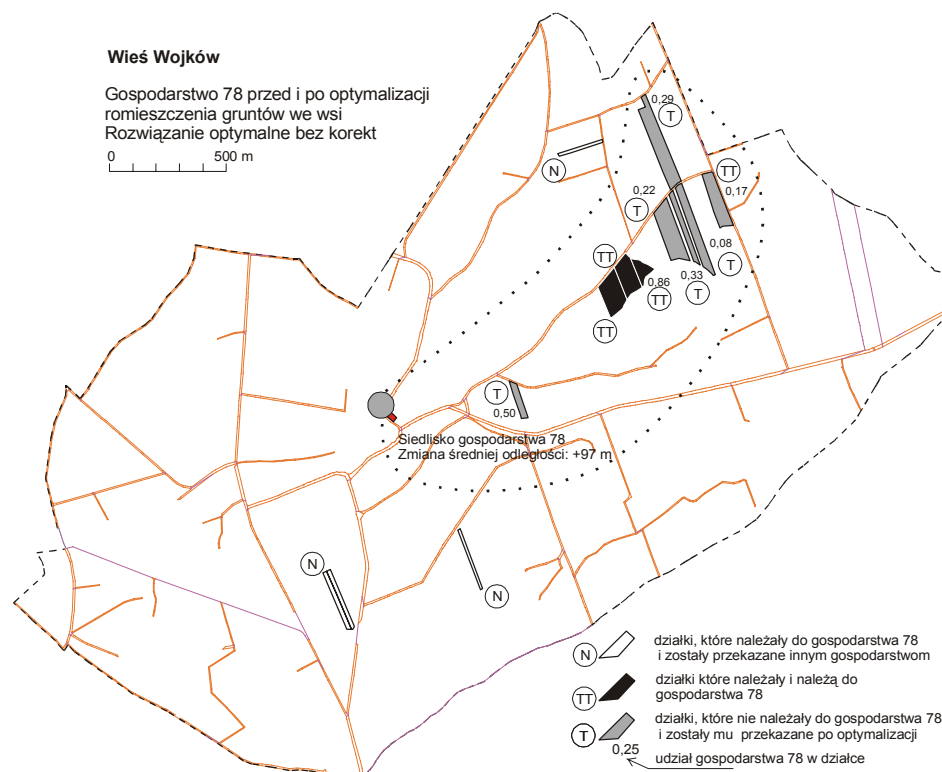 Wieś Wojków
Gospodarstwo 78 przed i po optymalizacji
romieszczenia gruntów we wsi
Rozwiązanie optymalne bez korekt
0 500 m
0,29
T
N
TT
0,17
0,22
T
0,08
T
TT
0,86
0,33
TT
T
TT
T
0,50
Siedlisko gospodarstwa 78
Zmiana średniej odległości: +97 m
N
N
N
działki, które należały do gospodarstwa 78
i zostały przekazane innym gospodarstwom
TT
działki które należały i należą do
gospodarstwa 78
T
działki, które nie należały do gospodarstwa 78
i zostały mu przekazane po optymalizacji
0,25
udział gospodarstwa 78 w działce